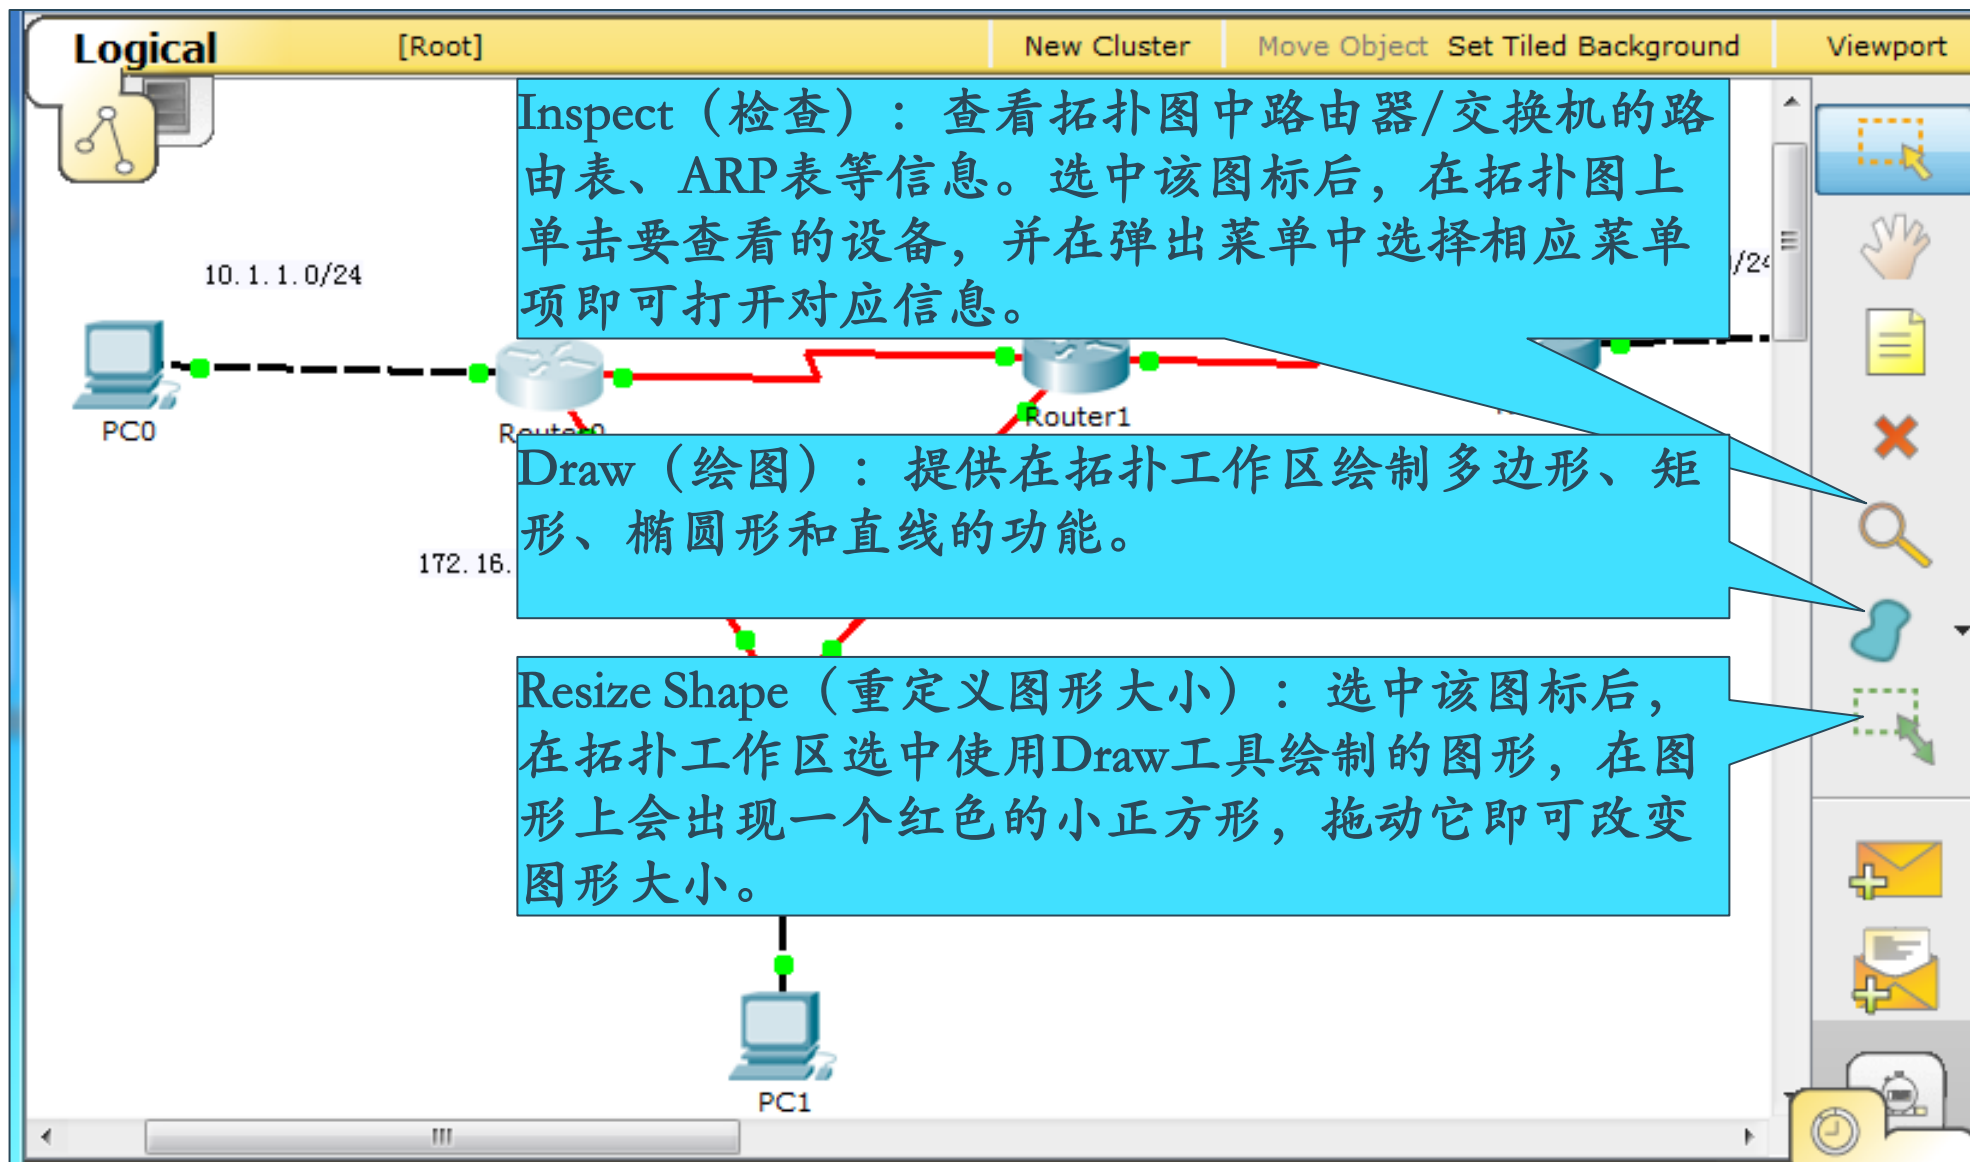 Logical [Root] New Cluster Move Object Set Tiled Background Viewport
Inspect（检查）：查看拓扑图中路由器/交换机的路
由表、ARP表等信息。选中该图标后，在拓扑图上
单击要查看的设备，并在弹出菜单中选择相应菜单
项即可打开对应信息。
10.1.1.0/24
/24
PC0
Router0
Router1
Draw（绘图）：提供在拓扑工作区绘制多边形、矩
形、椭圆形和直线的功能。
172.16.
Resize Shape（重定义图形大小）：选中该图标后，
在拓扑工作区选中使用Draw工具绘制的图形，在图
形上会出现一个红色的小正方形，拖动它即可改变
图形大小。
PC1